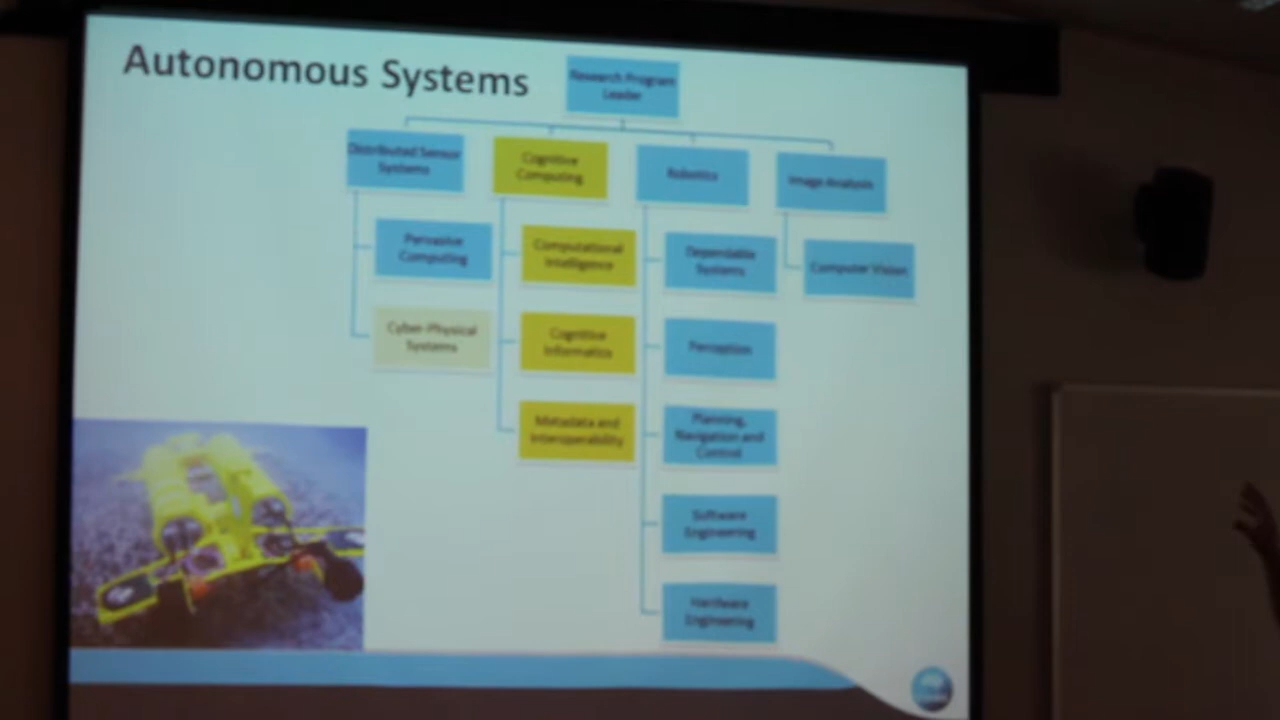 Autonomous Systems
Research Program
Leader
Distributed Sensor
Systems
Cognitive
Computing
Robotics
Image Analysis
Pervasive
Computing
Computational
Intelligence
Dependable
Systems
Computer Vision
Cyber-Physical
Systems
Cognitive
Informatics
Perception
Metadata and
Interoperability
Planning,
Navigation and
Control
Software
Engineering
Hardware
Engineering